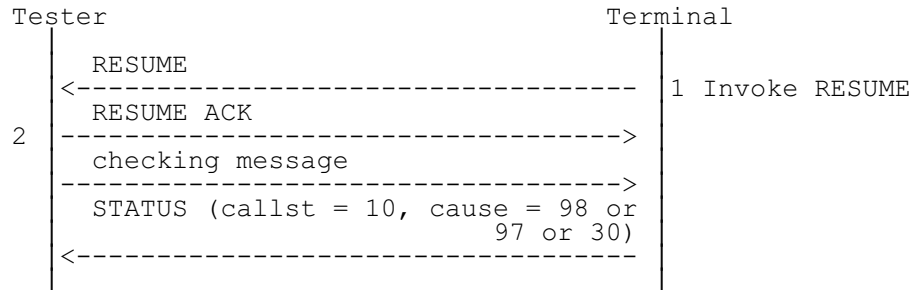 Tester Terminal
RESUME
<----------------------------------- 1 Invoke RESUME
RESUME ACK
2 ----------------------------------->
checking message
----------------------------------->
STATUS (callst = 10, cause = 98 or
97 or 30)
<-----------------------------------